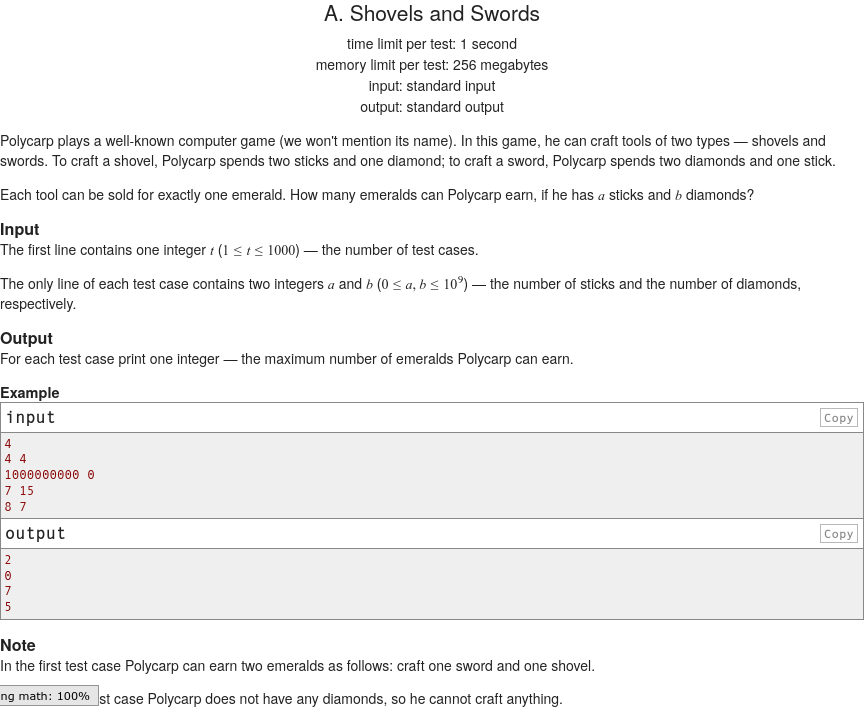 A. Shovels and Swords
time limit per test: 1 second
memory limit per test: 256 megabytes
input: standard input
output: standard output
Polycarp plays a well-known computer game (we won't mention its name). In this game, he can craft tools of two types — shovels and
swords. To craft a shovel, Polycarp spends two sticks and one diamond; to craft a sword, Polycarp spends two diamonds and one stick.
Each tool can be sold for exactly one emerald. How many emeralds can Polycarp earn, if he has a sticks and b diamonds?
Input
The first line contains one integer t (1 ≤ t ≤ 1000) — the number of test cases.
The only line of each test case contains two integers a and b (0 ≤ a, b ≤ 10⁹) — the number of sticks and the number of diamonds,
respectively.
Output
For each test case print one integer — the maximum number of emeralds Polycarp can earn.
Example
input Copy
4
4 4
1000000000 0
7 15
8 7
output Copy
2
0
7
5
Note
In the first test case Polycarp can earn two emeralds as follows: craft one sword and one shovel.
ng math: 100% st case Polycarp does not have any diamonds, so he cannot craft anything.